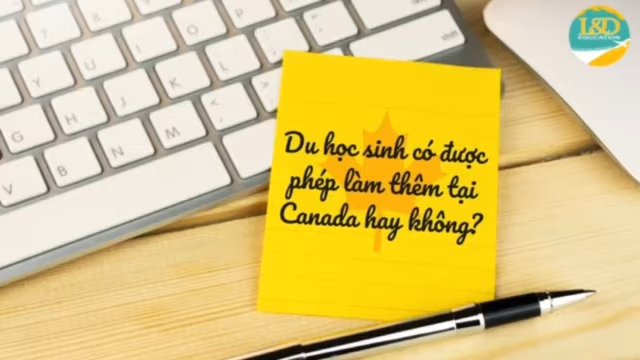 L&D
EDUCATION
Du học sinh có được
phép làm thêm tại
Canada hay không?
Y
U
G
H
J
K
L
V
B
N
M